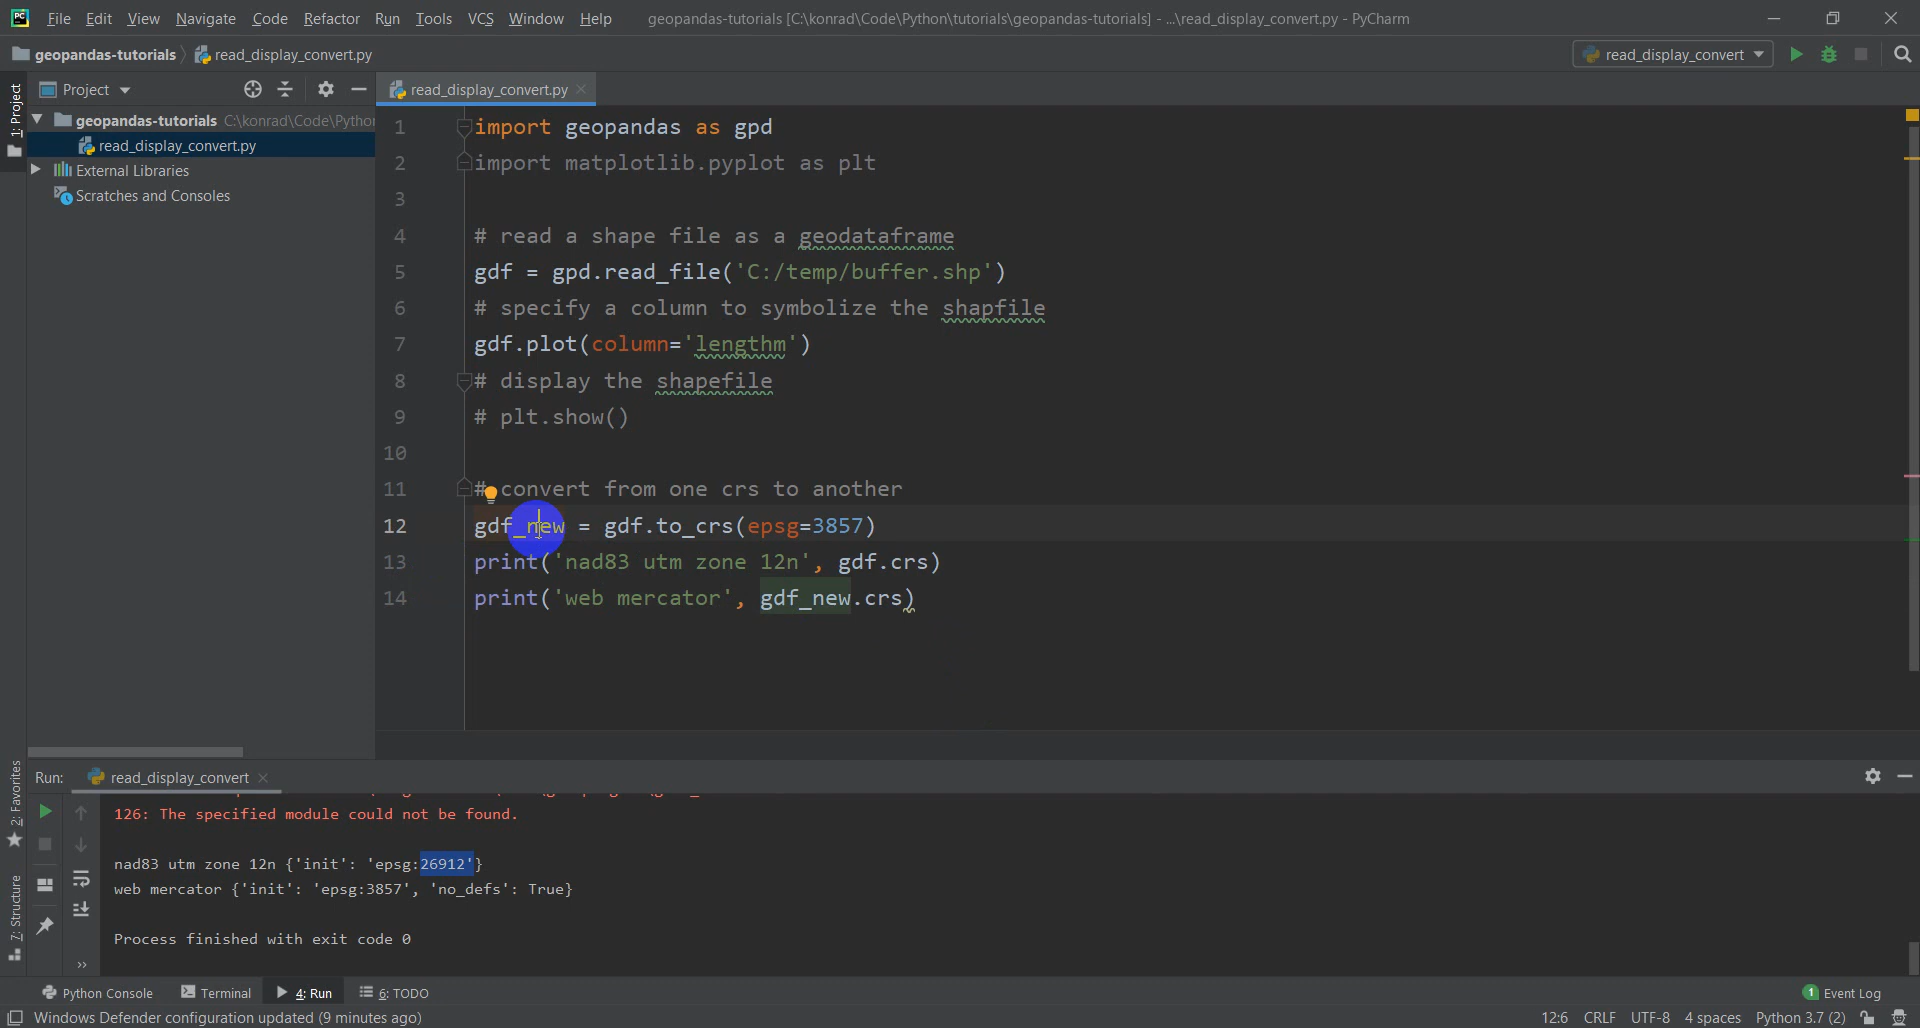 File Edit View Navigate Code Refactor Run Tools VCS Window Help geopandas-tutorials [C:\konrad\Code\Python\tutorials\geopandas-tutorials] - ...\read_display_convert.py - PyCharm
geopandas-tutorials read_display_convert.py read_display_convert
1: Project
Project
read_display_convert.py
geopandas-tutorials C:\konrad\Code\Pythor
read_display_convert.py
External Libraries
Scratches and Consoles
1 import geopandas as gpd
2 import matplotlib.pyplot as plt
3
4 # read a shape file as a geodataframe
5 gdf = gpd.read_file('C:/temp/buffer.shp')
6 # specify a column to symbolize the shapfile
7 gdf.plot(column='lengthm')
8 # display the shapefile
9 # plt.show()
10
11 # convert from one crs to another
12 gdf_new = gdf.to_crs(epsg=3857)
13 print('nad83 utm zone 12n', gdf.crs)
14 print('web mercator', gdf_new.crs)
2: Favorites
7: Structure
Run: read_display_convert
126: The specified module could not be found.
nad83 utm zone 12n {'init': 'epsg:26912'}
web mercator {'init': 'epsg:3857', 'no_defs': True}
Process finished with exit code 0
Python Console Terminal 4: Run 6: TODO 1 Event Log
Windows Defender configuration updated (9 minutes ago) 12:6 CRLF UTF-8 4 spaces Python 3.7 (2)